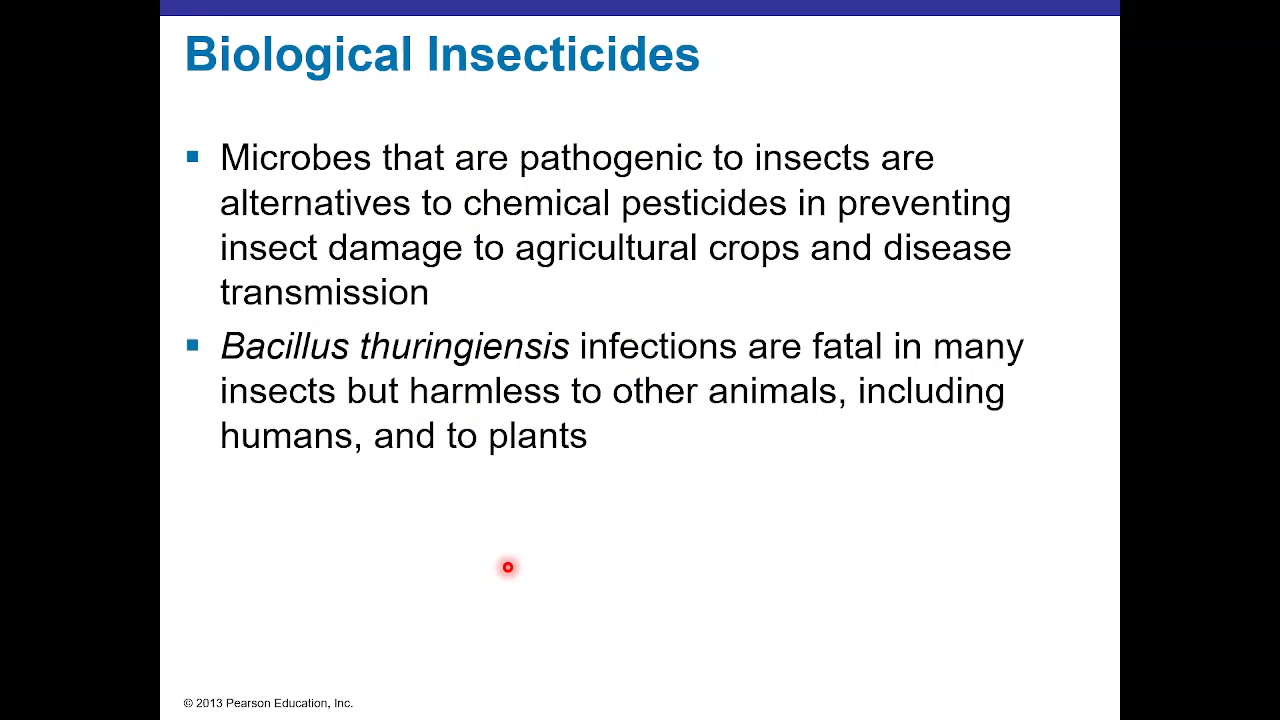 Biological Insecticides
Microbes that are pathogenic to insects are
alternatives to chemical pesticides in preventing
insect damage to agricultural crops and disease
transmission
Bacillus thuringiensis infections are fatal in many
insects but harmless to other animals, including
humans, and to plants
© 2013 Pearson Education, Inc.